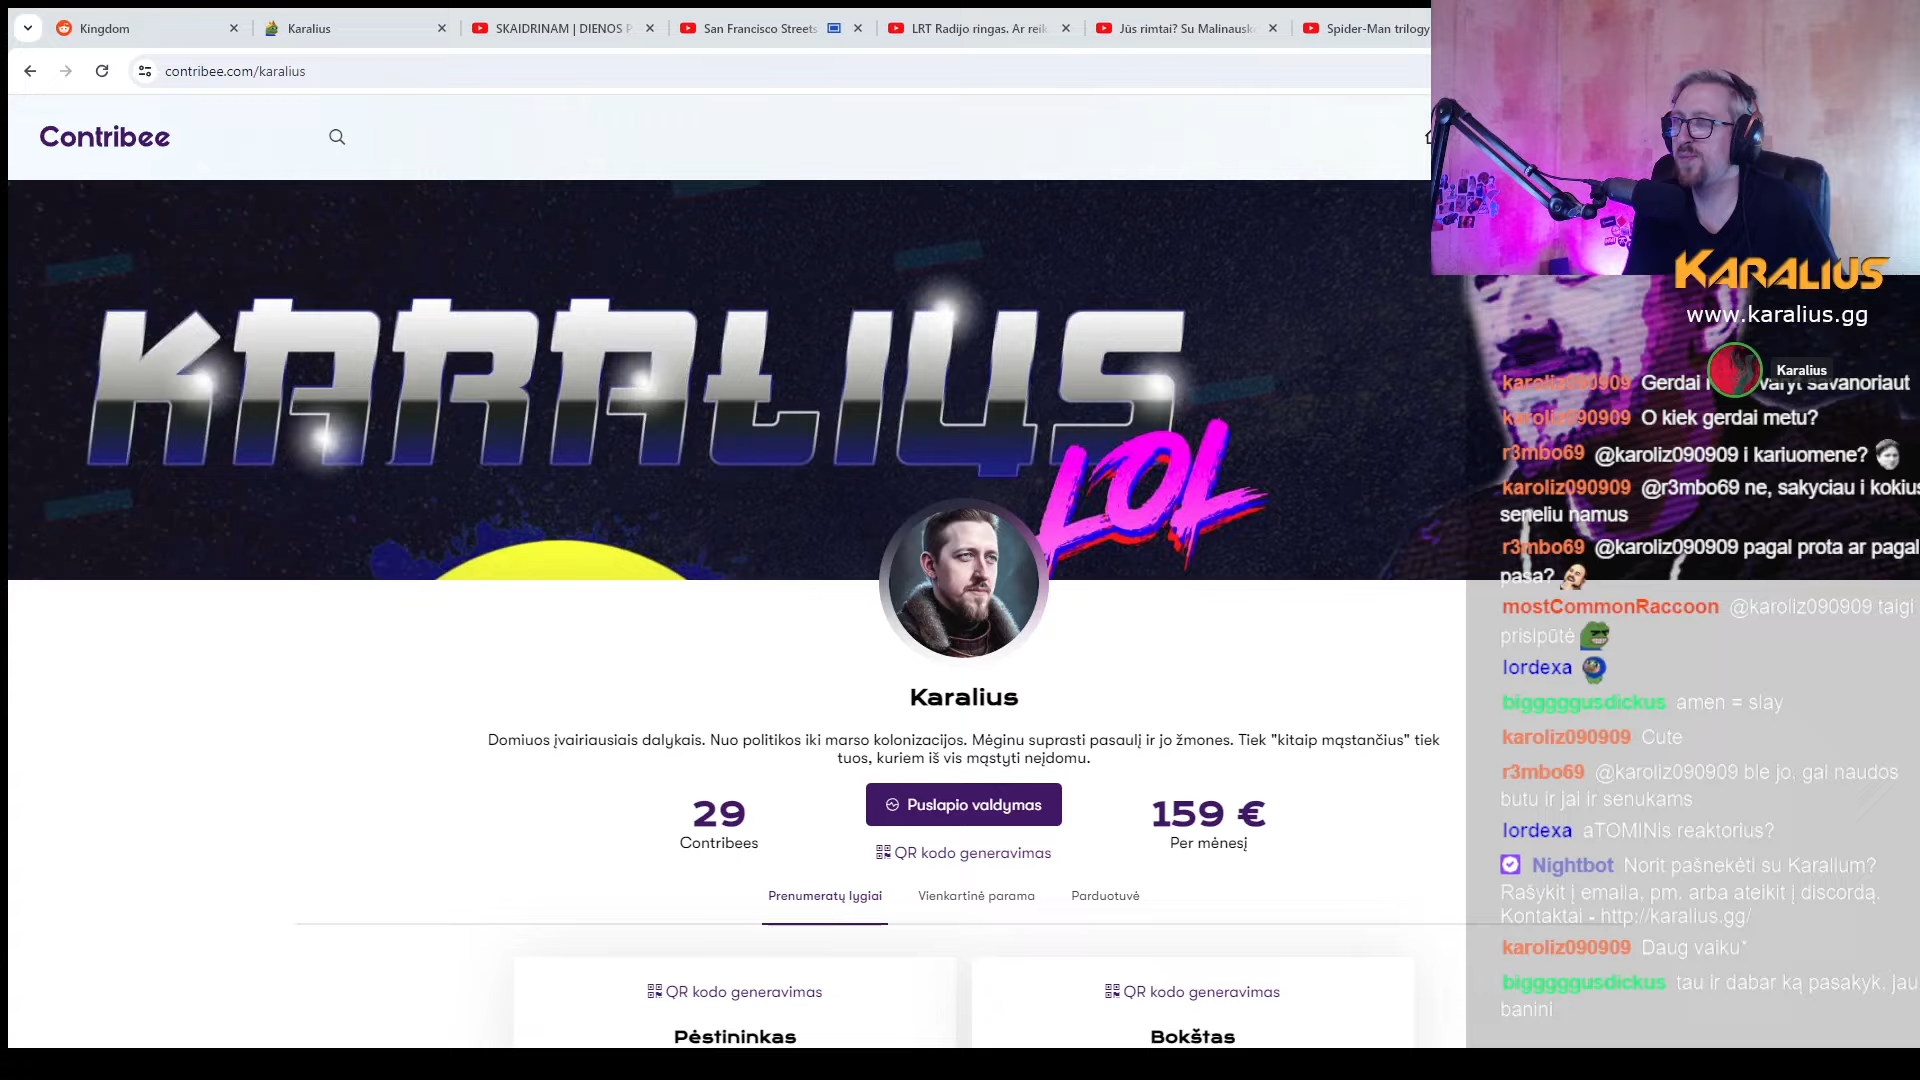 Kingdom
Karalius
SKAIDRINAM | DIENOS P
San Francisco Streets
LRT Radijo ringas. Ar reik
Jūs rimtai? Su Malinausk
Spider-Man trilogy
contribee.com/karalius
Contribee
KARALIUS
LOL
KARALIUS
www.karalius.gg
Karalius
karoliz090909 Gerdai varyt savanoriaut
karoliz090909 O kiek gerdai metu?
r3mbo69 @karoliz090909 i kariuomene?
karoliz090909 @r3mbo69 ne, sakyciau i kokius
seneliu namus
r3mbo69 @karoliz090909 pagal prota ar pagal
pasa?
mostCommonRaccoon @karoliz090909 taigi
prisipūtė
lordexa
bigggggusdickus amen = slay
karoliz090909 Cute
r3mbo69 @karoliz090909 ble jo, gal naudos
butu ir jai ir senukams
lordexa aTOMINis reaktorius?
Nightbot Norit pašnekėti su Karalium?
Rašykit į emailą, pm, arba ateikit į discordą.
Kontaktai - http://karalius.gg/
karoliz090909 Daug vaiku*
bigggggusdickus tau ir dabar ką pasakyk, jau
banini
Karalius
Domiuos įvairiausiais dalykais. Nuo politikos iki marso kolonizacijos. Mėginu suprasti pasaulį ir jo žmones. Tiek "kitaip mąstančius" tiek
tuos, kuriem iš vis mąstyti neįdomu.
29
Contribees
Puslapio valdymas
QR kodo generavimas
159 €
Per mėnesį
Prenumeratų lygiai
Vienkartinė parama
Parduotuvė
QR kodo generavimas
Pėstininkas
QR kodo generavimas
Bokštas